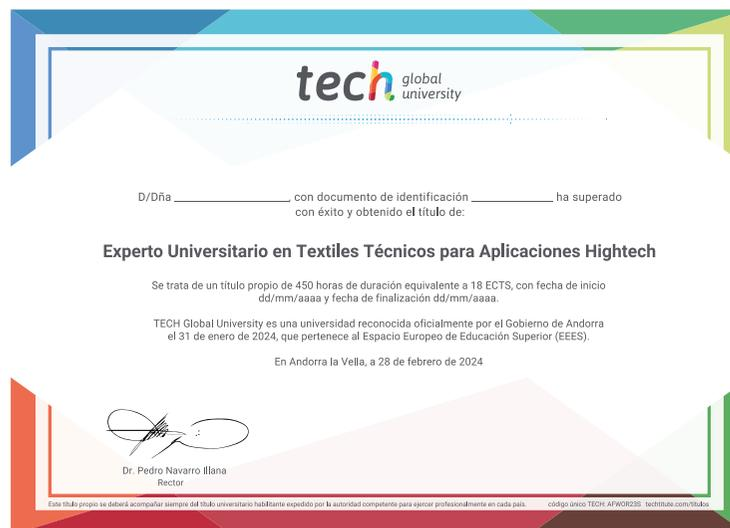 tech global
university
D/Dña ____________________, con documento de identificación ______________ ha superado
con éxito y obtenido el título de:
Experto Universitario en Textiles Técnicos para Aplicaciones Hightech
Se trata de un título propio de 450 horas de duración equivalente a 18 ECTS, con fecha de inicio
dd/mm/aaaa y fecha de finalización dd/mm/aaaa.
TECH Global University es una universidad reconocida oficialmente por el Gobierno de Andorra
el 31 de enero de 2024, que pertenece al Espacio Europeo de Educación Superior (EEES).
En Andorra la Vella, a 28 de febrero de 2024
Dr. Pedro Navarro Illana
Rector
Este título propio se deberá acompañar siempre del título universitario habilitante expedido por la autoridad competente para ejercer profesionalmente en cada país. código único TECH: AFWOR23S techtitute.com/titulos